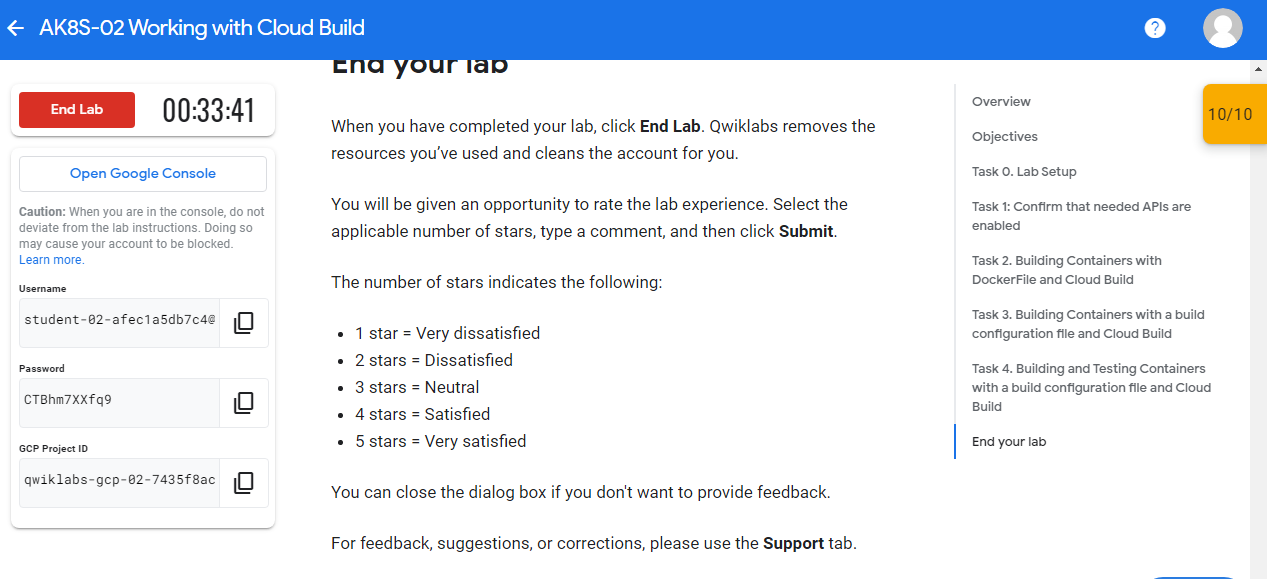 AK8S-02 Working with Cloud Build
?
End Lab
00:33:41
Open Google Console
Caution: When you are in the console, do not
deviate from the lab instructions. Doing so
may cause your account to be blocked.
Learn more.
Username
student-02-afec1a5db7c4@
Password
CTBhm7XXfq9
GCP Project ID
qwiklabs-gcp-02-7435f8ac
End your lab
When you have completed your lab, click End Lab. Qwiklabs removes the
resources you’ve used and cleans the account for you.
You will be given an opportunity to rate the lab experience. Select the
applicable number of stars, type a comment, and then click Submit.
The number of stars indicates the following:
• 1 star = Very dissatisfied
• 2 stars = Dissatisfied
• 3 stars = Neutral
• 4 stars = Satisfied
• 5 stars = Very satisfied
You can close the dialog box if you don't want to provide feedback.
For feedback, suggestions, or corrections, please use the Support tab.
Overview
Objectives
Task 0. Lab Setup
Task 1: Confirm that needed APIs are
enabled
Task 2. Building Containers with
DockerFile and Cloud Build
Task 3. Building Containers with a build
configuration file and Cloud Build
Task 4. Building and Testing Containers
with a build configuration file and Cloud
Build
End your lab
10/10